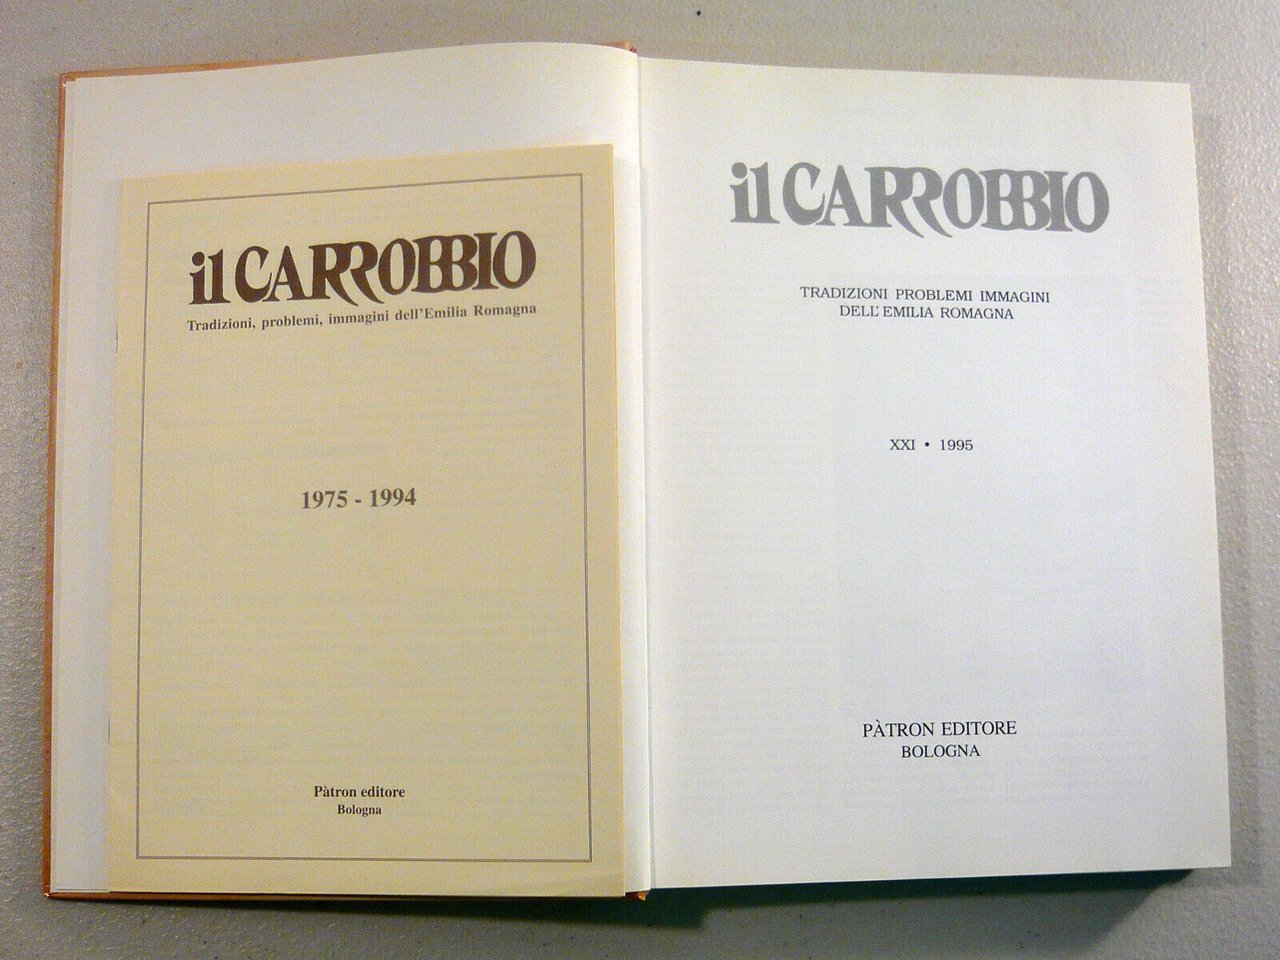 il CARROBBIO
Tradizioni, problemi, immagini dell'Emilia Romagna
1975 - 1994
Pàtron editore
Bologna
il CARROBBIO
TRADIZIONI PROBLEMI IMMAGINI
DELL'EMILIA ROMAGNA
XXI • 1995
PÀTRON EDITORE
BOLOGNA